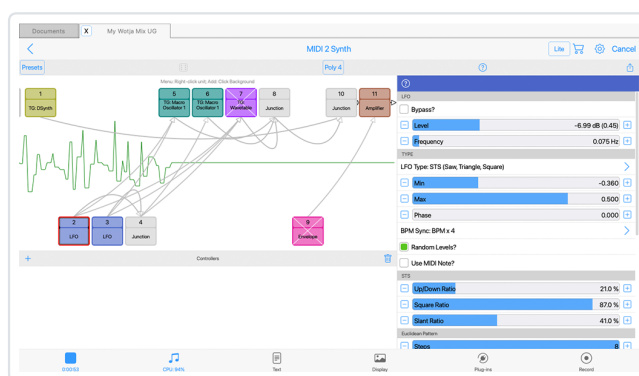 Documents X My Wotja Mix UG
MIDI 2 Synth Lite Cancel
Presets Poly 4
Menu: Right-click unit; Add: Click Background
1
TG: DSynth
5
TG: Macro
Oscillator 1
6
TG: Macro
Oscillator 1
7
TG:
Wavetable
8
Junction
10
Junction
11
Amplifier
2
LFO
3
LFO
4
Junction
9
Envelope
+ Controllers
LFO
Bypass?
Level -6.99 dB (0.45)
Frequency 0.075 Hz
TYPE
LFO Type: STS (Saw, Triangle, Square)
Min -0.360
Max 0.500
Phase 0.000
BPM Sync: BPM x 4
Random Levels?
Use MIDI Note?
STS
Up/Down Ratio 21.0 %
Square Ratio 87.0 %
Slant Ratio 41.0 %
Euclidean Pattern
Steps 8
0:00:53 CPU: 94% Text Display Plug-ins Record